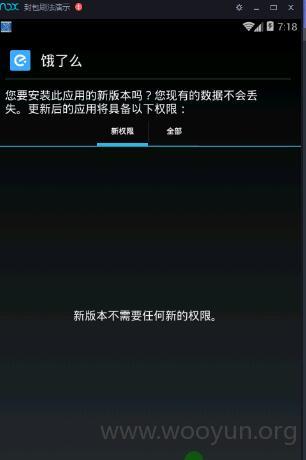 nox 封包刷法演示 1
7:18
饿了么
您要安装此应用的新版本吗？您现有的数据不会丢
失。更新后的应用将具备以下权限：
新权限 全部
新版本不需要任何新的权限。
www.wooyun.org